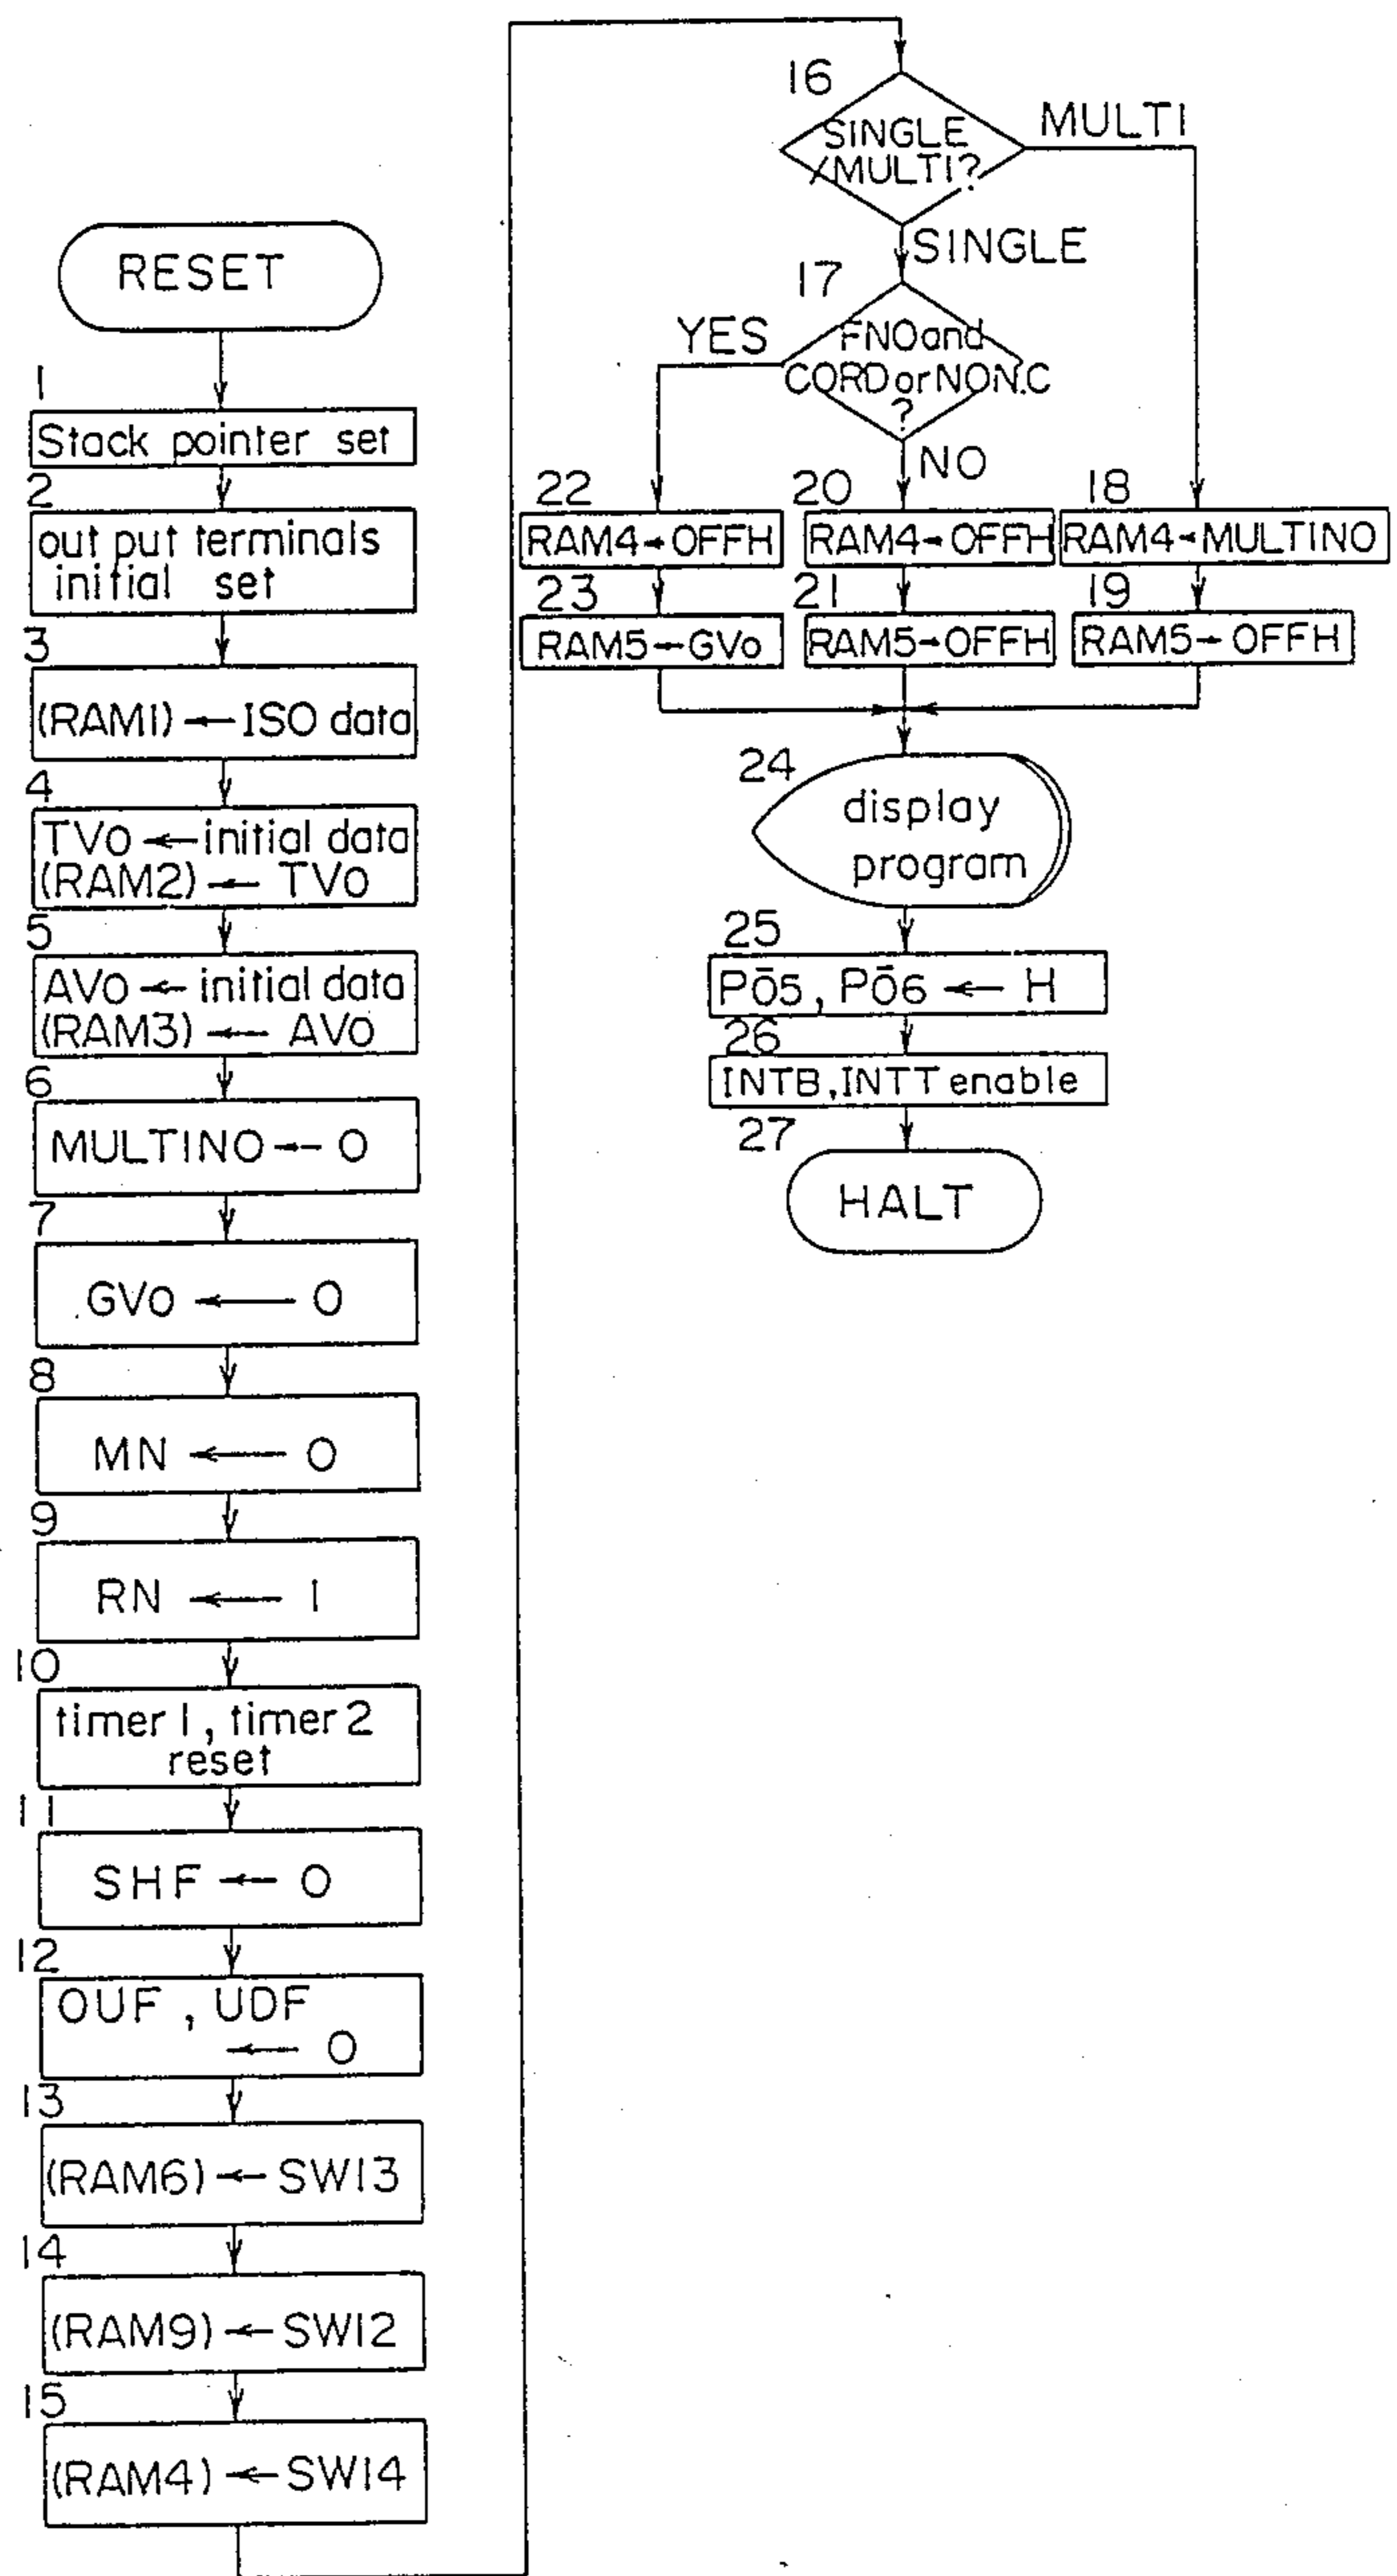 RESET
1
Stack pointer set
2
out put terminals
initial set
3
(RAM1) ← ISO data
4
TVo ← initial data
(RAM2) ← TVo
5
AVo ← initial data
(RAM3) ← AVo
6
MULTINO ← O
7
GVo ← O
8
MN ← O
9
RN ← 1
10
timer 1, timer 2
reset
11
SHF ← O
12
OUF, UDF
← O
13
(RAM6) ← SW13
14
(RAM9) ← SW12
15
(RAM4) ← SW14
16
SINGLE
/MULTI?
MULTI
SINGLE
17
FNO and
CORD or NON.C
?
YES
NO
22
RAM4 ← OFFH
23
RAM5 ← GVo
20
RAM4 ← OFFH
21
RAM5 ← OFFH
18
RAM4 ← MULTINO
19
RAM5 ← OFFH
24
display
program
25
PŌ5, PŌ6 ← H
26
INTB, INTT enable
27
HALT